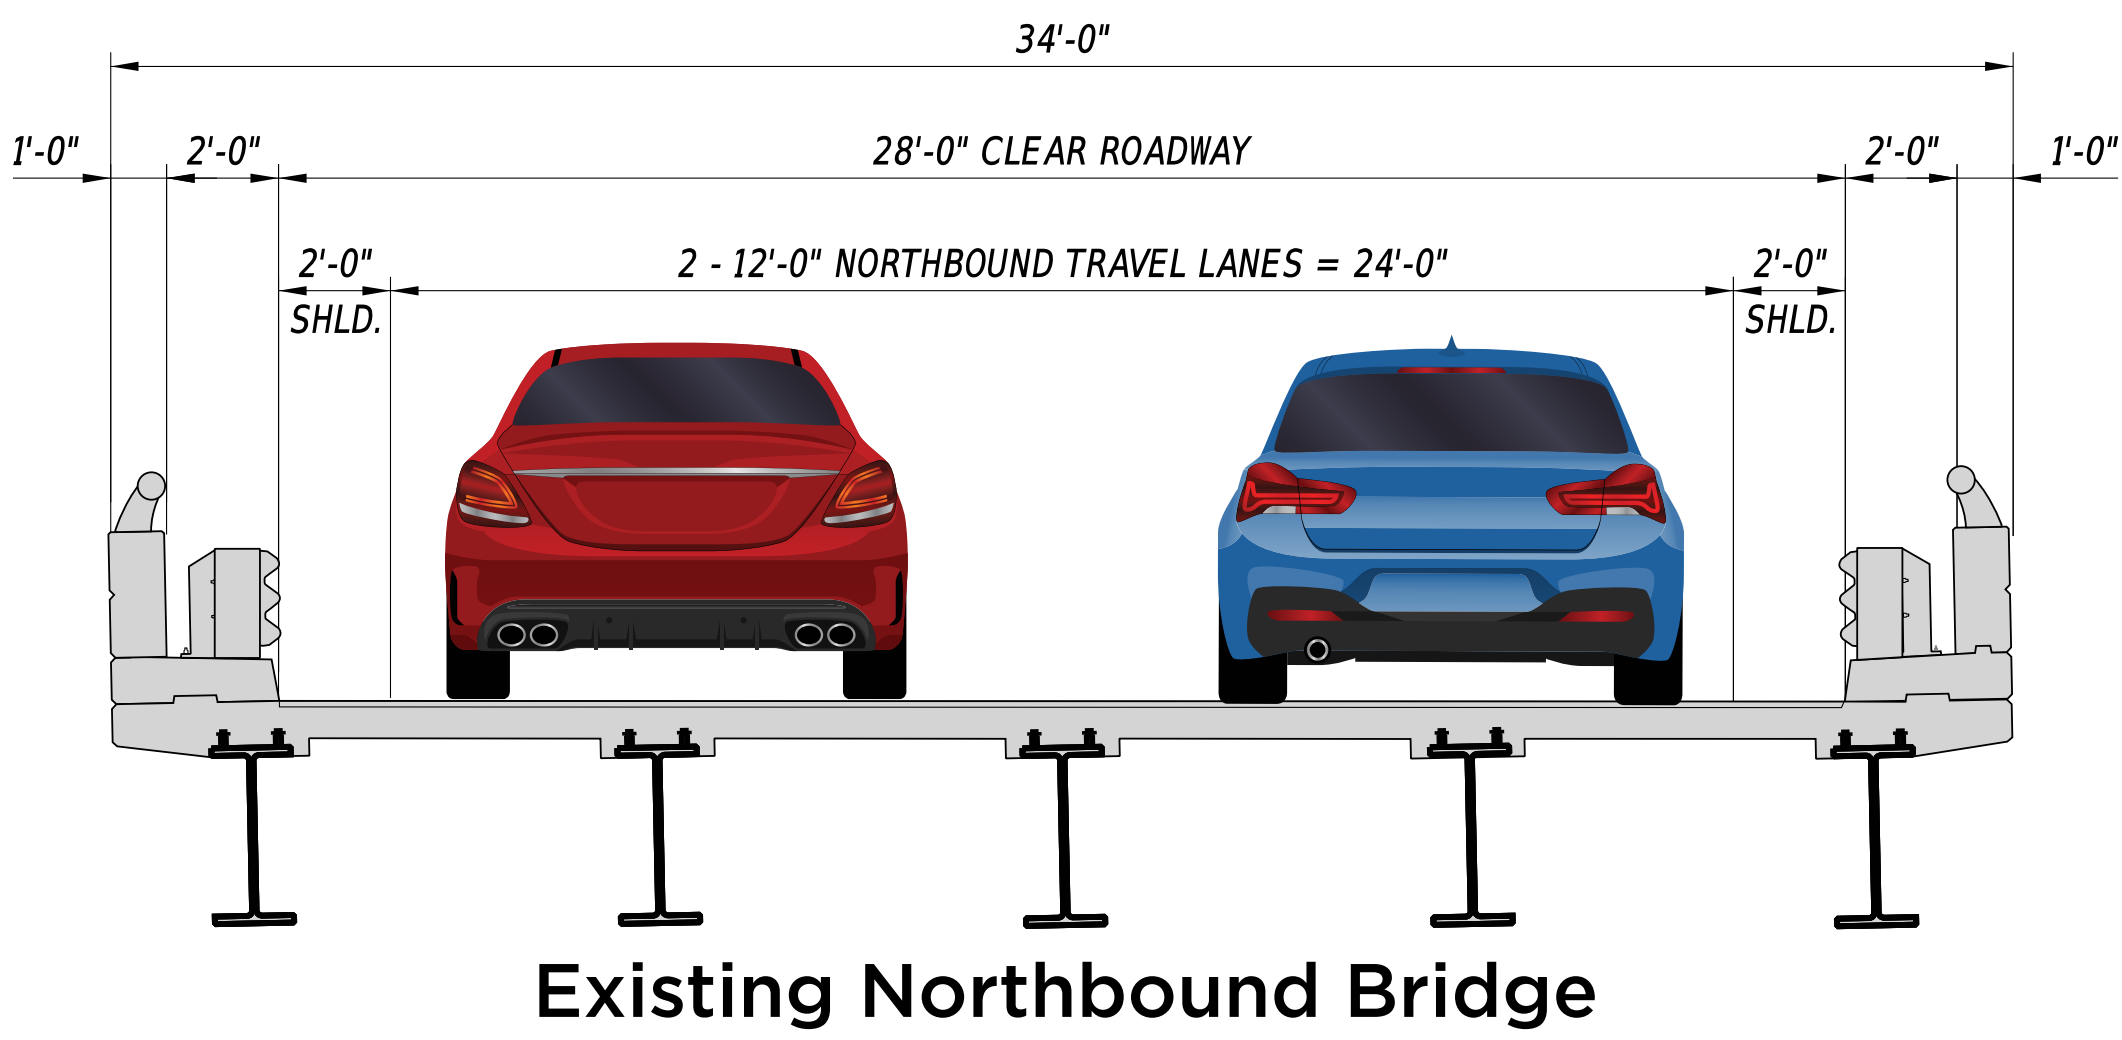 34'-0"
1'-0" 2'-0" 28'-0" CLEAR ROADWAY 2'-0" 1'-0"
2'-0" 2 - 12'-0" NORTHBOUND TRAVEL LANES = 24'-0" 2'-0"
SHLD. SHLD.
Existing Northbound Bridge